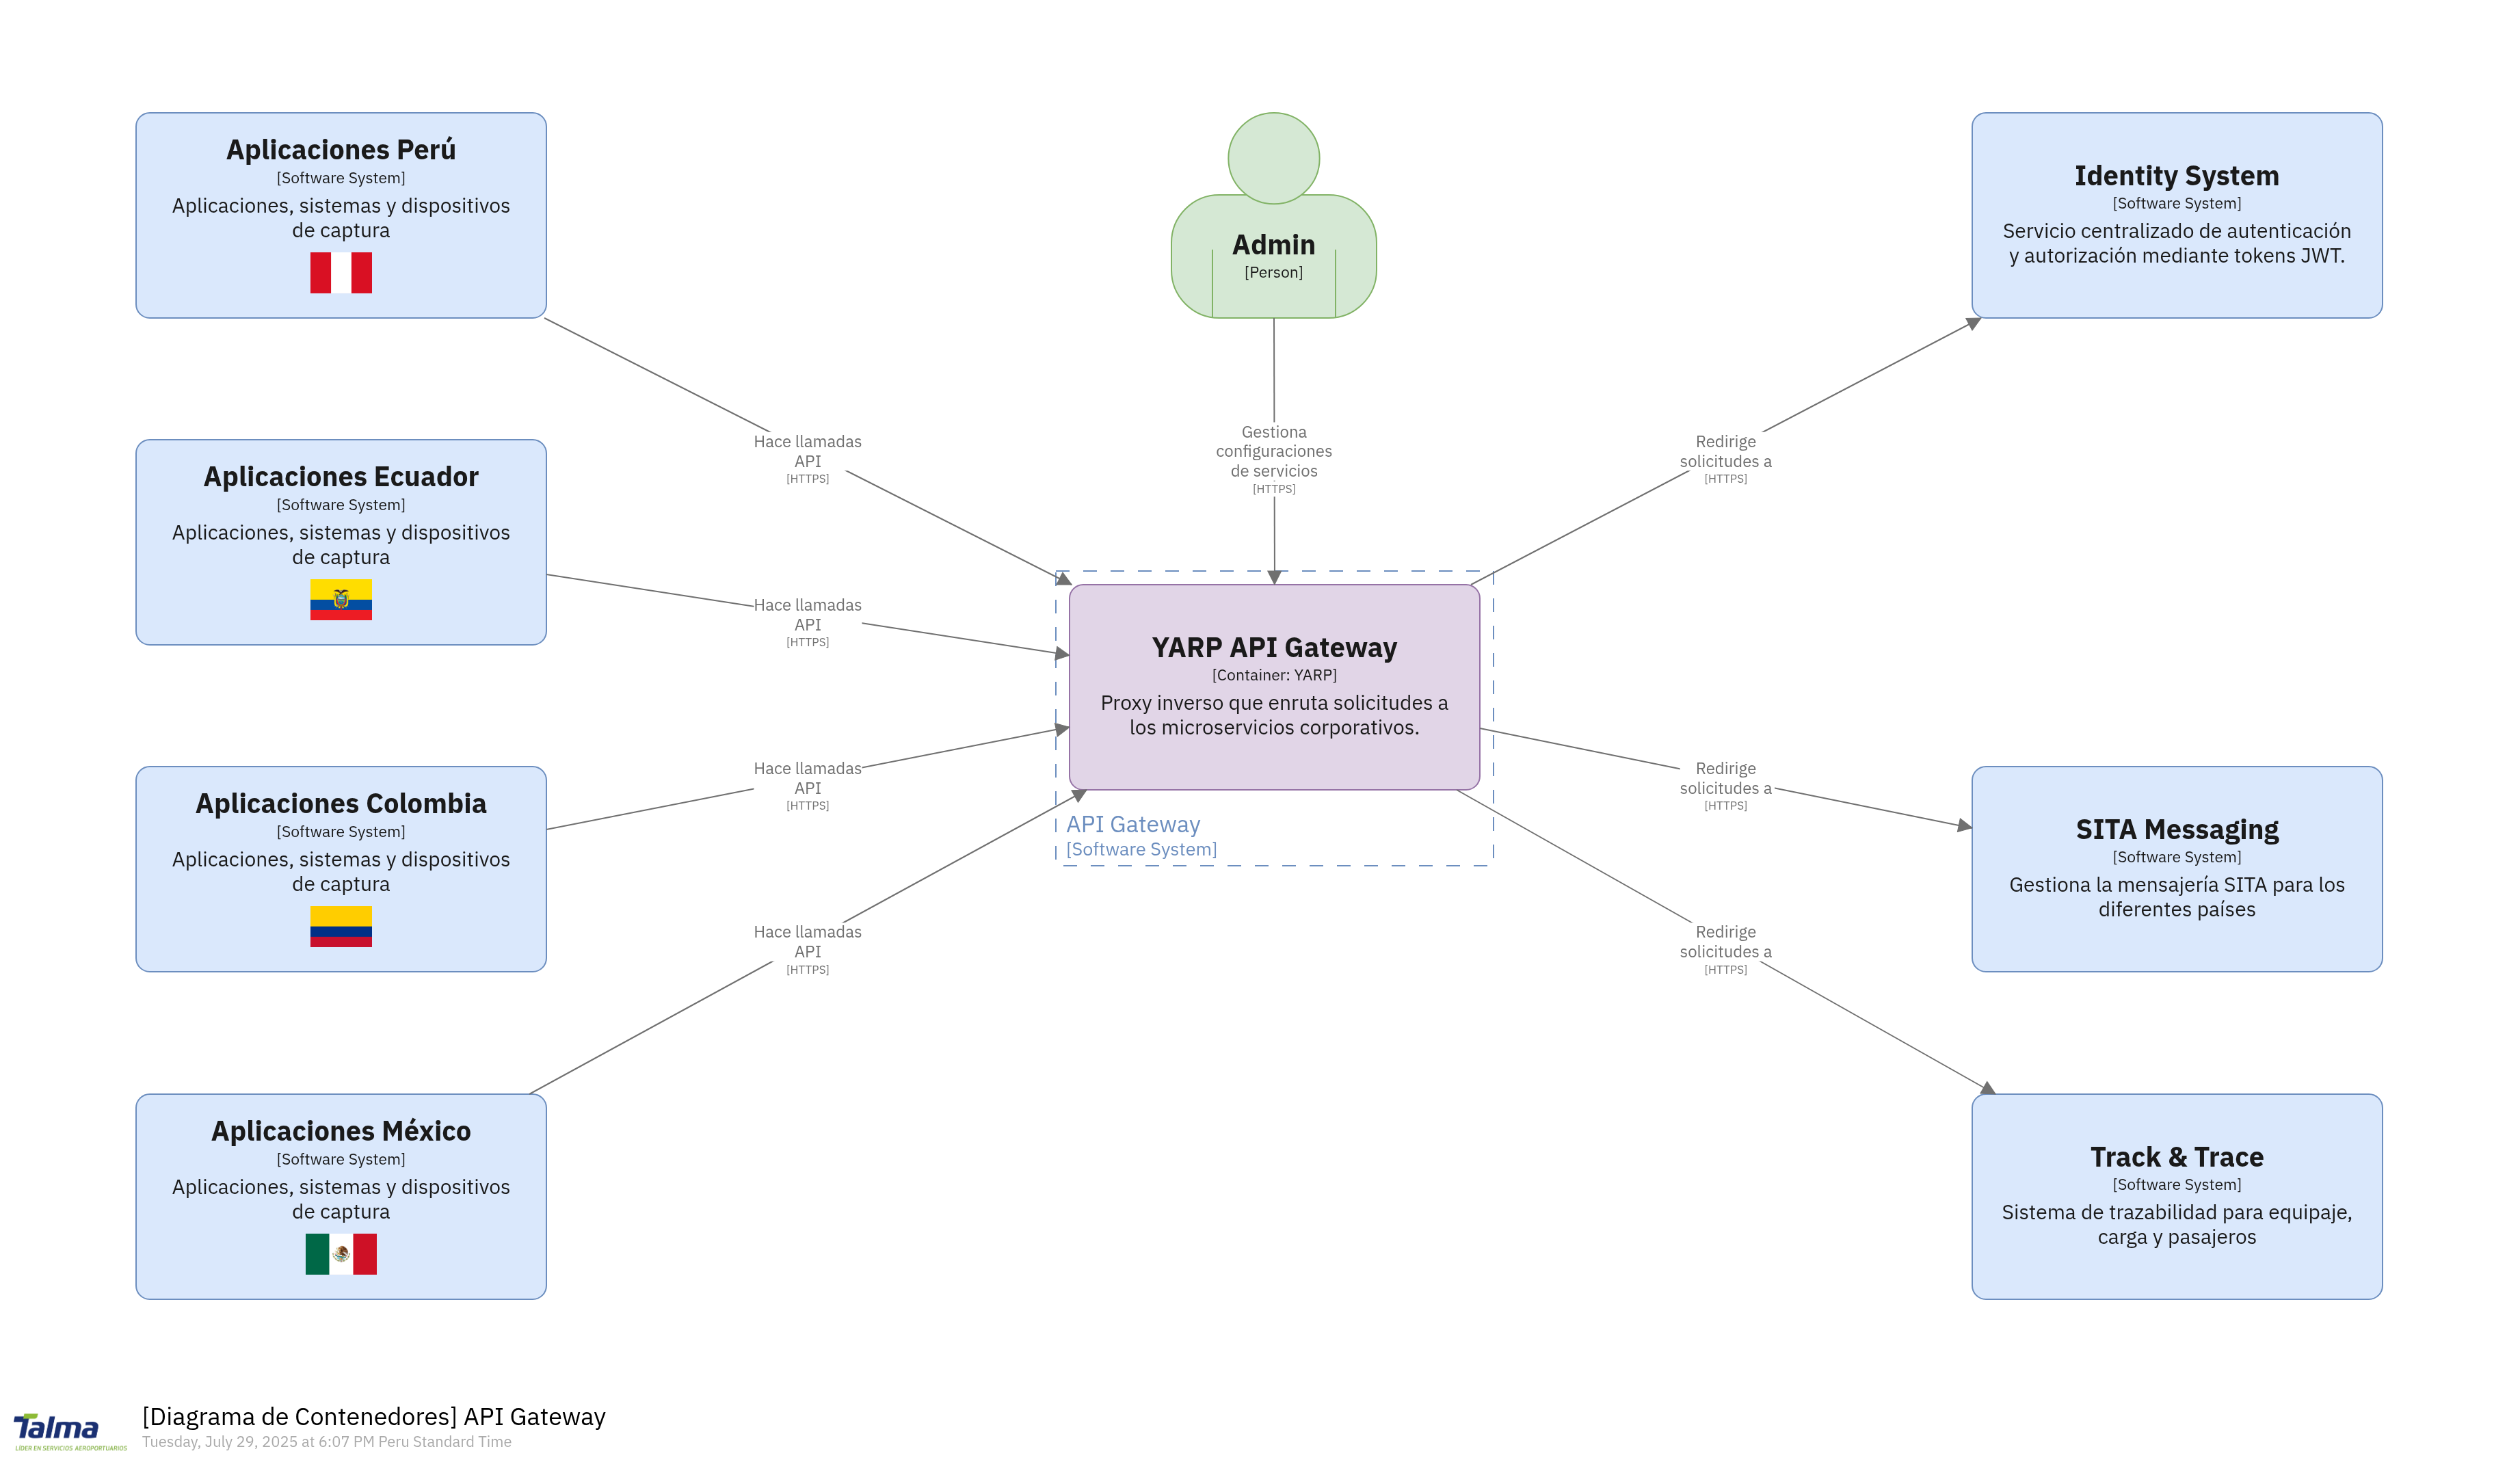 Aplicaciones Perú
[Software System]
Aplicaciones, sistemas y dispositivos
de captura
Aplicaciones Ecuador
[Software System]
Aplicaciones, sistemas y dispositivos
de captura
Aplicaciones Colombia
[Software System]
Aplicaciones, sistemas y dispositivos
de captura
Aplicaciones México
[Software System]
Aplicaciones, sistemas y dispositivos
de captura
Hace llamadas
API
[HTTPS]
Hace llamadas
API
[HTTPS]
Hace llamadas
API
[HTTPS]
Hace llamadas
API
[HTTPS]
Admin
[Person]
Gestiona
configuraciones
de servicios
[HTTPS]
YARP API Gateway
[Container: YARP]
Proxy inverso que enruta solicitudes a
los microservicios corporativos.
API Gateway
[Software System]
Redirige
solicitudes a
[HTTPS]
Redirige
solicitudes a
[HTTPS]
Redirige
solicitudes a
[HTTPS]
Identity System
[Software System]
Servicio centralizado de autenticación
y autorización mediante tokens JWT.
SITA Messaging
[Software System]
Gestiona la mensajería SITA para los
diferentes países
Track & Trace
[Software System]
Sistema de trazabilidad para equipaje,
carga y pasajeros
Talma
LÍDER EN SERVICIOS AEROPORTUARIOS
[Diagrama de Contenedores] API Gateway
Tuesday, July 29, 2025 at 6:07 PM Peru Standard Time